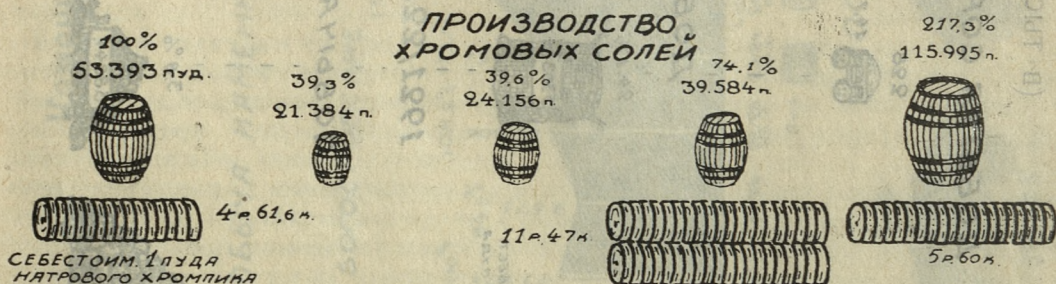 ПРОИЗВОДСТВО
ХРОМОВЫХ СОЛЕЙ
100%
53.393 пуд.
39,3%
21.384 п.
39,6%
24.156 п.
74,1%
39.584 п.
217,3%
115.995 п.
4 р. 61,6 к.
11 р. 47 к.
5 р. 60 к.
СЕБЕСТОИМ. 1 ПУДА
НАТРОВОГО ХРОМПИКА